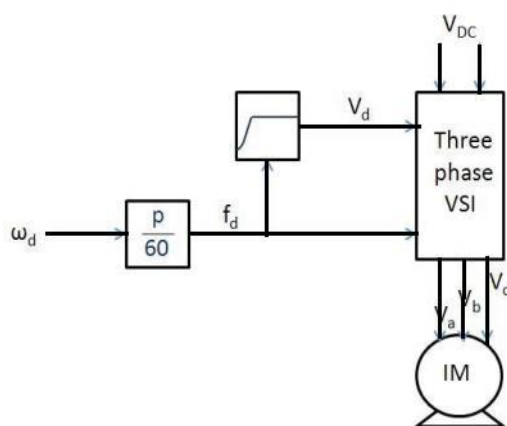 V_DC
V_d
Three
phase
VSI
ω_d
p
60
f_d
V_a
V_b
V_c
IM